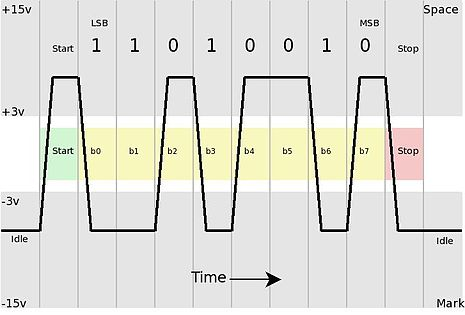 +15v Space
LSB MSB
Start 1 1 0 1 0 0 1 0 Stop
+3v
Start b0 b1 b2 b3 b4 b5 b6 b7 Stop
-3v
Idle Idle
Time
-15v Mark